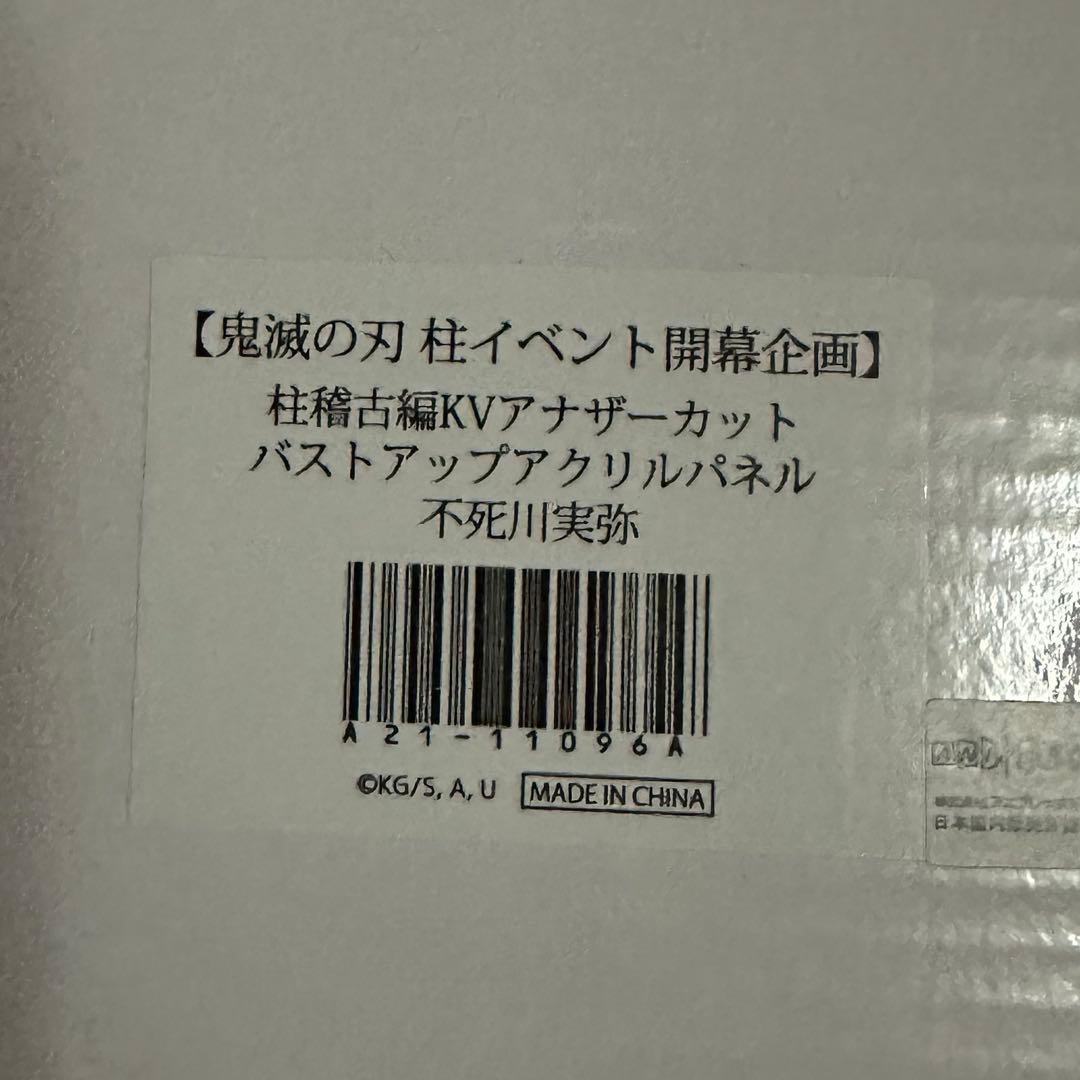 【鬼滅の刃 柱イベント開幕企画】
柱稽古編KVアナザーカット
バストアップアクリルパネル
不死川実弥
A21-11096A
©KG/S, A, U
MADE IN CHINA